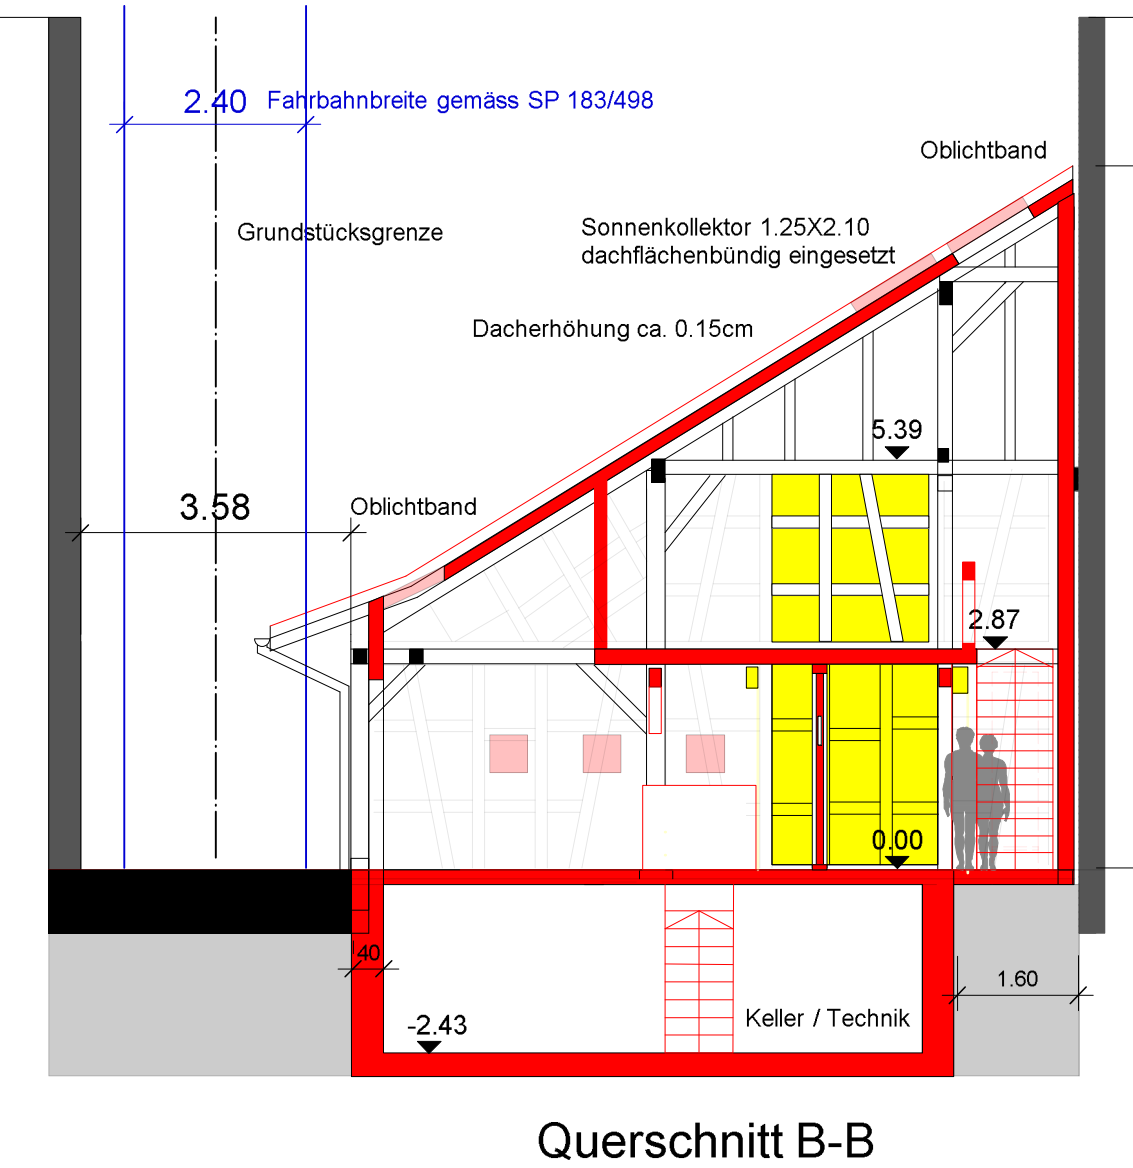 2.40 Fahrbahnbreite gemäss SP 183/498
Oblichtband
Grundstücksgrenze
Sonnenkollektor 1.25X2.10
dachflächenbündig eingesetzt
Dacherhöhung ca. 0.15cm
5.39
3.58
Oblichtband
2.87
0.00
40
1.60
-2.43
Keller / Technik
Querschnitt B-B